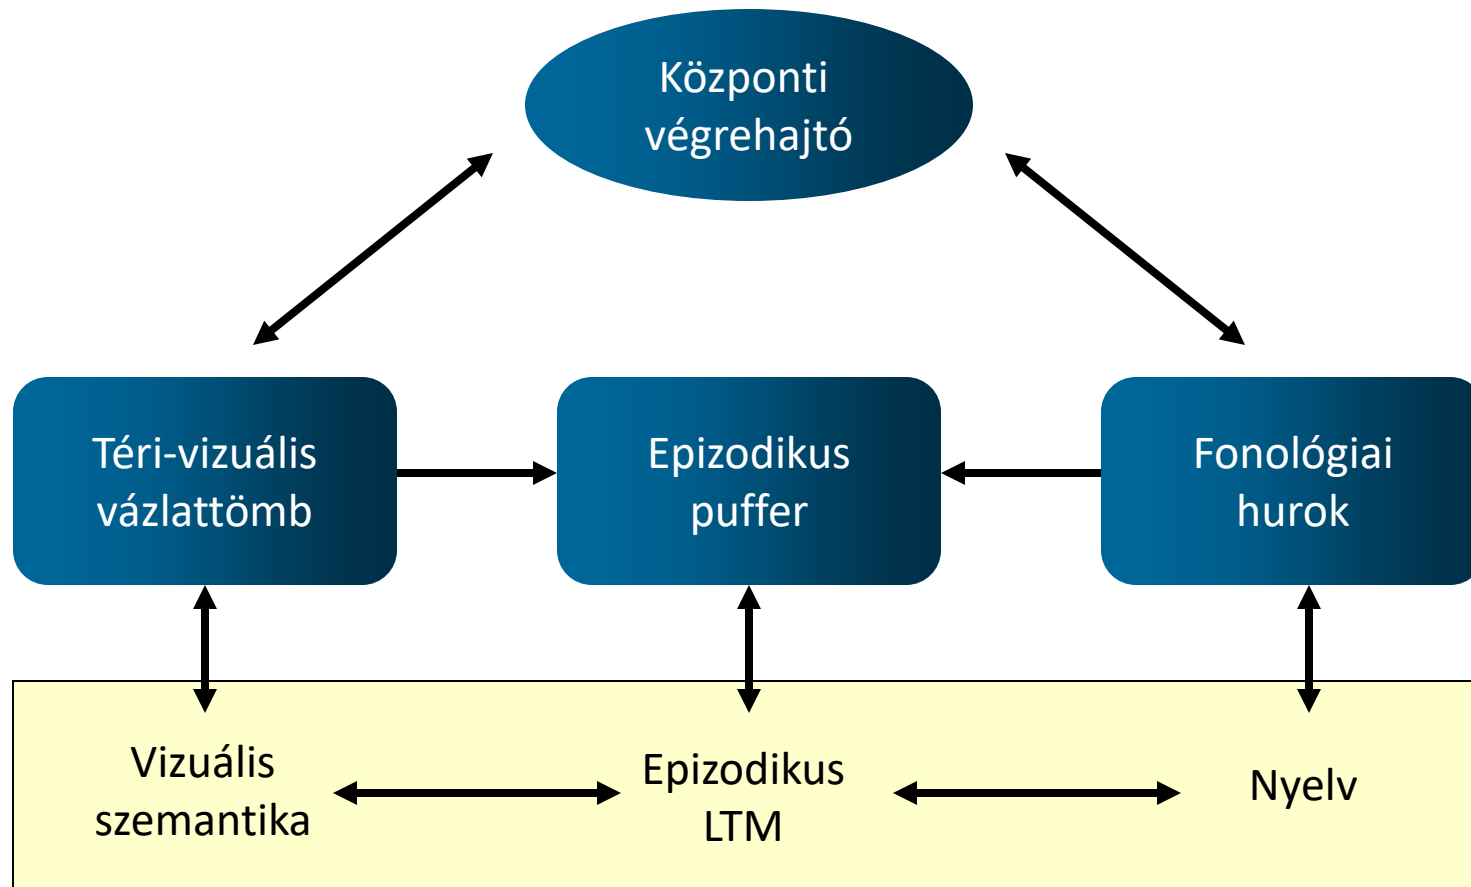 Központi
végrehajtó
Téri-vizuális
vázlattömb
Epizodikus
puffer
Fonológiai
hurok
Vizuális
szemantika
Epizodikus
LTM
Nyelv